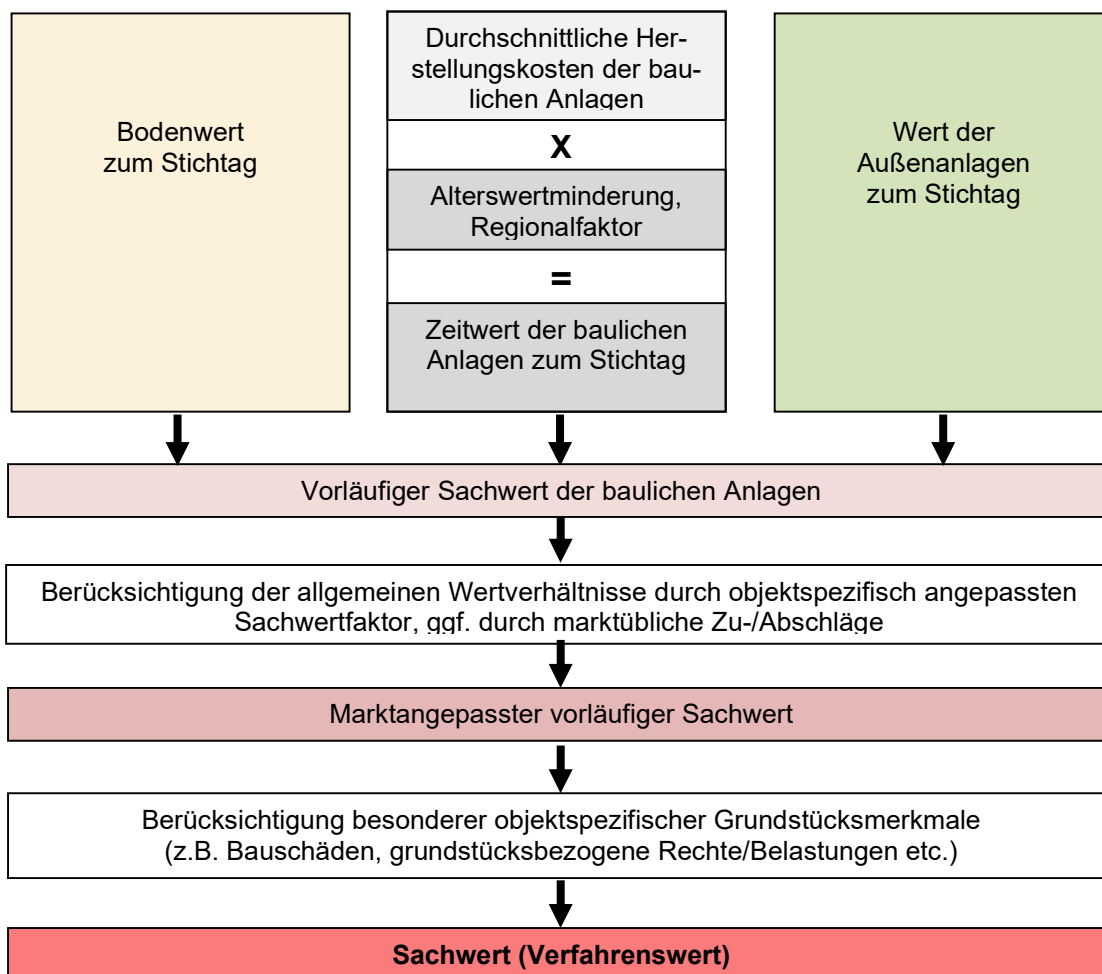 Bodenwert
zum Stichtag
Durchschnittliche Her-
stellungskosten der bau-
lichen Anlagen
X
Alterswertminderung,
Regionalfaktor
=
Zeitwert der baulichen
Anlagen zum Stichtag
Wert der
Außenanlagen
zum Stichtag
Vorläufiger Sachwert der baulichen Anlagen
Berücksichtigung der allgemeinen Wertverhältnisse durch objektspezifisch angepassten
Sachwertfaktor, ggf. durch marktübliche Zu-/Abschläge
Marktangepasster vorläufiger Sachwert
Berücksichtigung besonderer objektspezifischer Grundstücksmerkmale
(z.B. Bauschäden, grundstücksbezogene Rechte/Belastungen etc.)
Sachwert (Verfahrenswert)